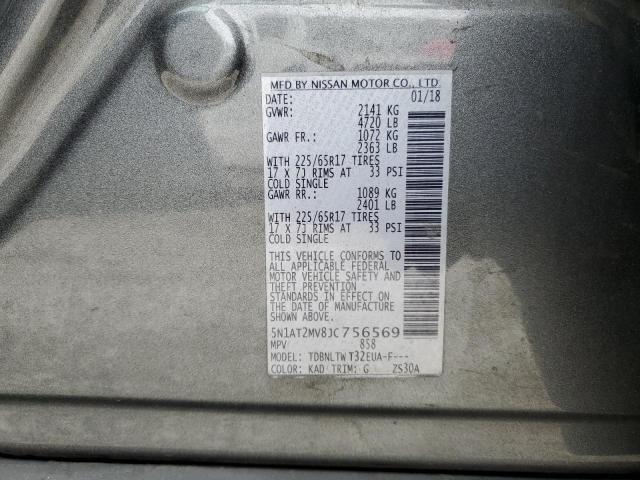 MFD BY NISSAN MOTOR CO., LTD.
DATE: 01/18
GVWR: 2141 KG
4720 LB
GAWR FR.: 1072 KG
2363 LB
WITH 225/65R17 TIRES
17 X 7J RIMS AT 33 PSI
COLD SINGLE
GAWR RR.: 1089 KG
2401 LB
WITH 225/65R17 TIRES
17 X 7J RIMS AT 33 PSI
COLD SINGLE
THIS VEHICLE CONFORMS TO
ALL APPLICABLE FEDERAL
MOTOR VEHICLE SAFETY
AND THEFT PREVENTION
STANDARDS IN EFFECT ON
THE DATE OF MANUFACTURE
SHOWN ABOVE.
5N1AT2MV8JC756569
MPV 858
MODEL: TDBNLTWT32EUA-F---
COLOR: KAD TRIM: G ZS30A